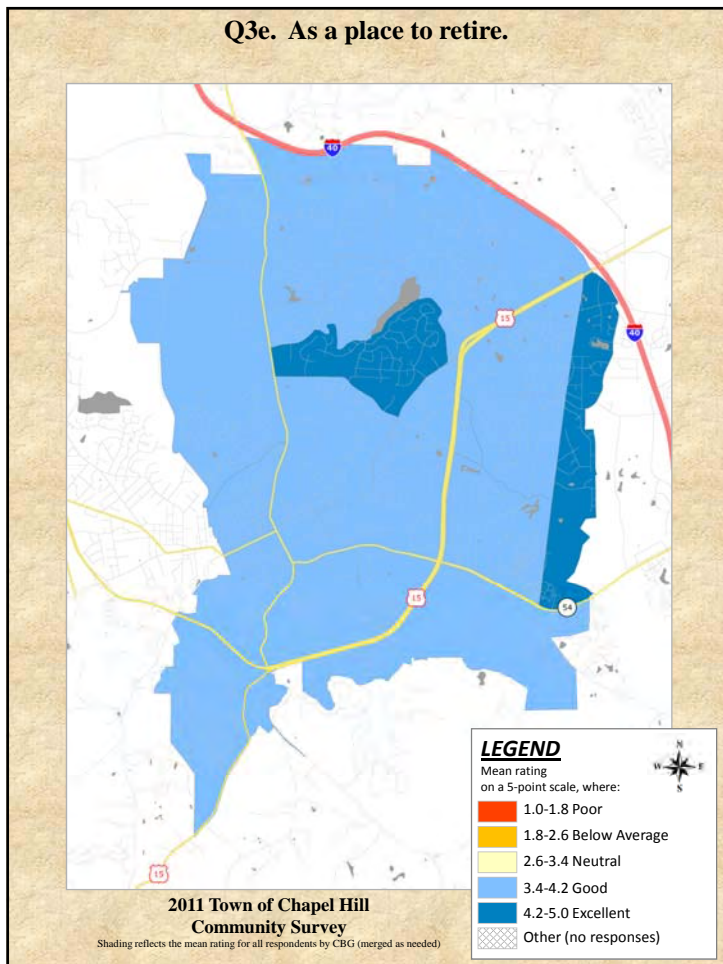 Q3e. As a place to retire.
40
15
40
15
54
15
LEGEND
Mean rating
on a 5-point scale, where:
N
W E
S
1.0-1.8 Poor
1.8-2.6 Below Average
2.6-3.4 Neutral
3.4-4.2 Good
4.2-5.0 Excellent
Other (no responses)
2011 Town of Chapel Hill
Community Survey
Shading reflects the mean rating for all respondents by CBG (merged as needed)